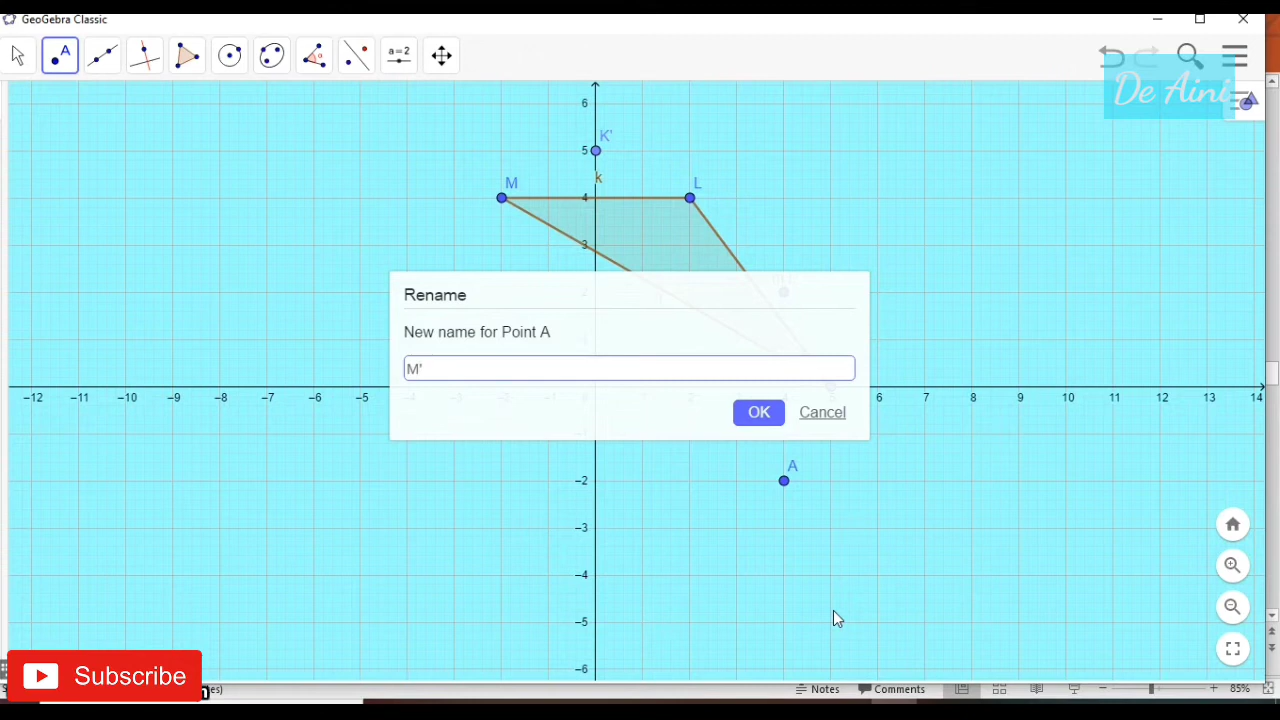 GeoGebra Classic
A
a=2
De Aini
6
K'
5
k
M
L
4
3
Rename
New name for Point A
M'
OK
Cancel
−12 −11 −10 −9 −8 −7 −6 6 7 8 9 10 11 12 13 14
A
−2
−3
−4
−5
−6
Subscribe
Notes
Comments
85%